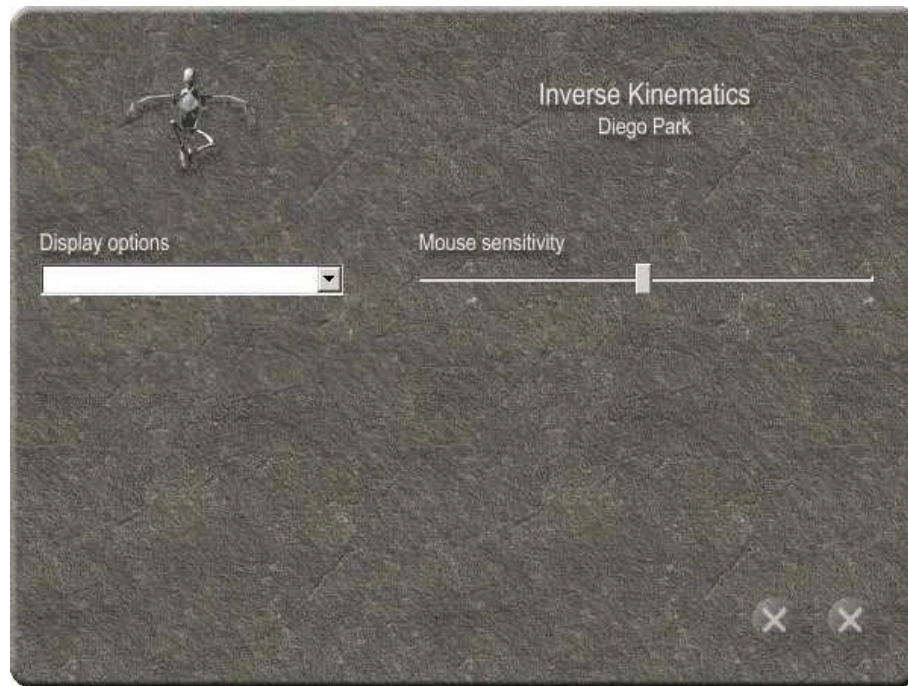 Inverse Kinematics
Diego Park
Display options
Mouse sensitivity